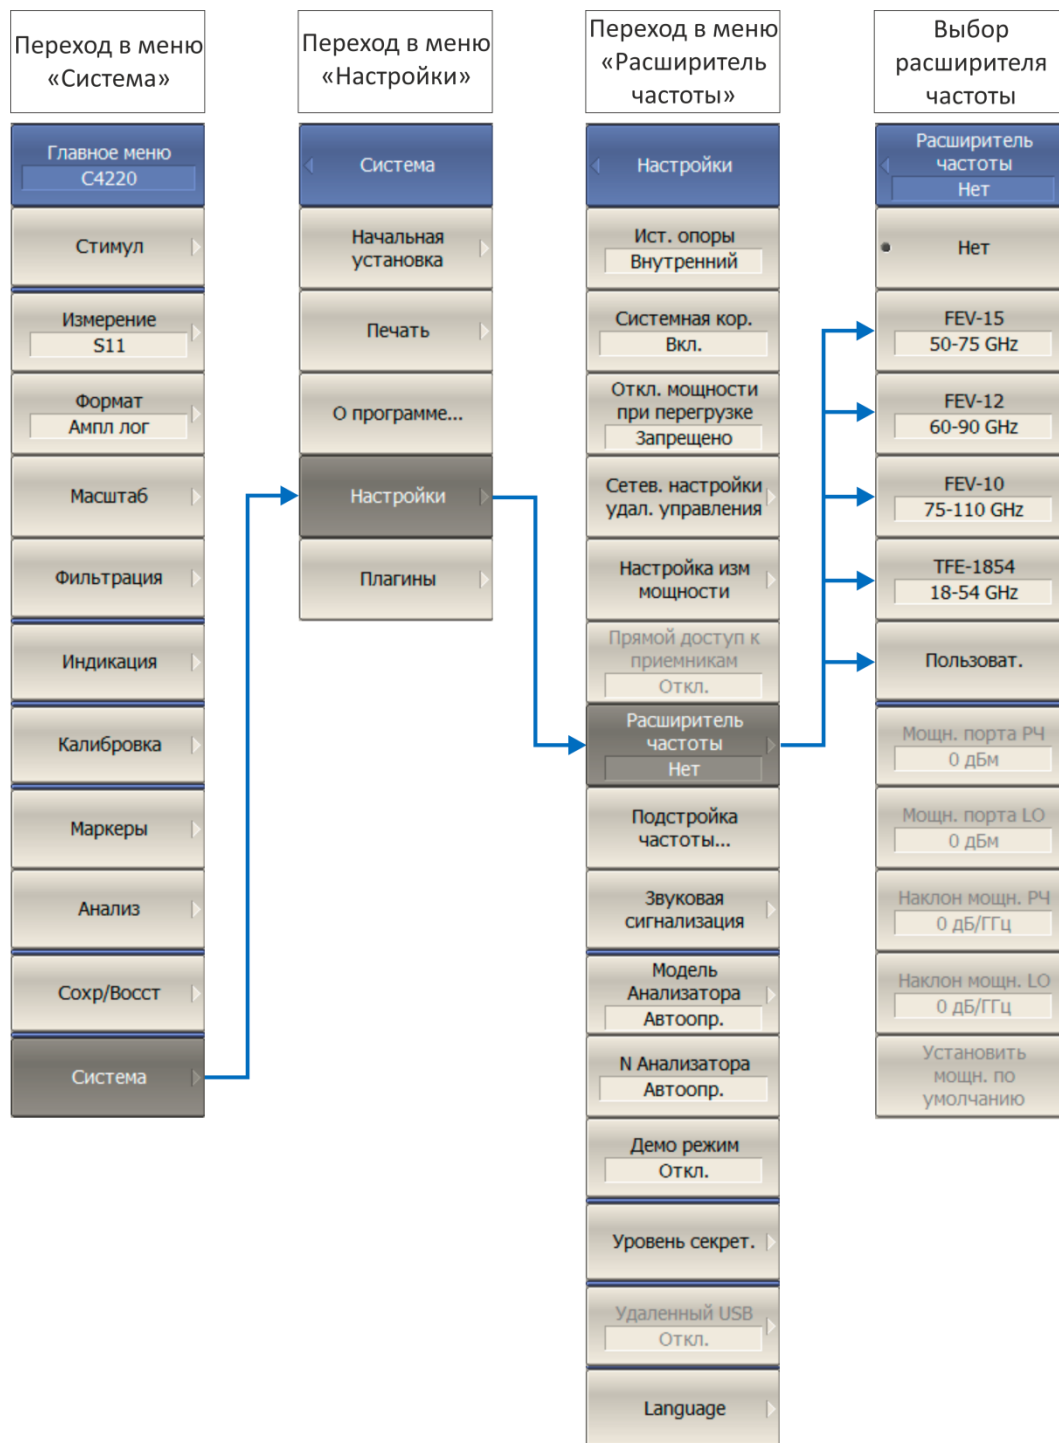 Переход в меню
«Система»
Главное меню
C4220
Стимул
Измерение
S11
Формат
Ампл лог
Масштаб
Фильтрация
Индикация
Калибровка
Маркеры
Анализ
Сохр/Восст
Система
Переход в меню
«Настройки»
Система
Начальная
установка
Печать
О программе...
Настройки
Плагины
Переход в меню
«Расширитель
частоты»
Настройки
Ист. опоры
Внутренний
Системная кор.
Вкл.
Откл. мощности
при перегрузке
Запрещено
Сетев. настройки
удал. управления
Настройка изм
мощности
Прямой доступ к
приемникам
Откл.
Расширитель
частоты
Нет
Подстройка
частоты...
Звуковая
сигнализация
Модель
Анализатора
Автоопр.
N Анализатора
Автоопр.
Демо режим
Откл.
Уровень секрет.
Удаленный USB
Откл.
Language
Выбор
расширителя
частоты
Расширитель
частоты
Нет
Нет
FEV-15
50-75 GHz
FEV-12
60-90 GHz
FEV-10
75-110 GHz
TFE-1854
18-54 GHz
Пользоват.
Мощн. порта РЧ
0 дБм
Мощн. порта LO
0 дБм
Наклон мощн. РЧ
0 дБ/ГГц
Наклон мощн. LO
0 дБ/ГГц
Установить
мощн. по
умолчанию